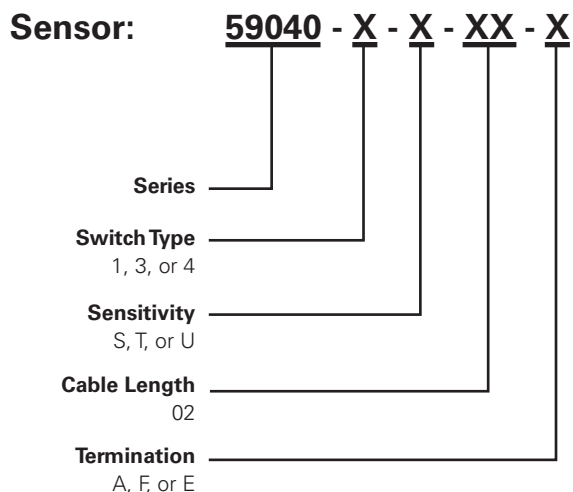 Sensor: 59040 - X - X - XX - X
Series
Switch Type
1, 3, or 4
Sensitivity
S, T, or U
Cable Length
02
Termination
A, F, or E